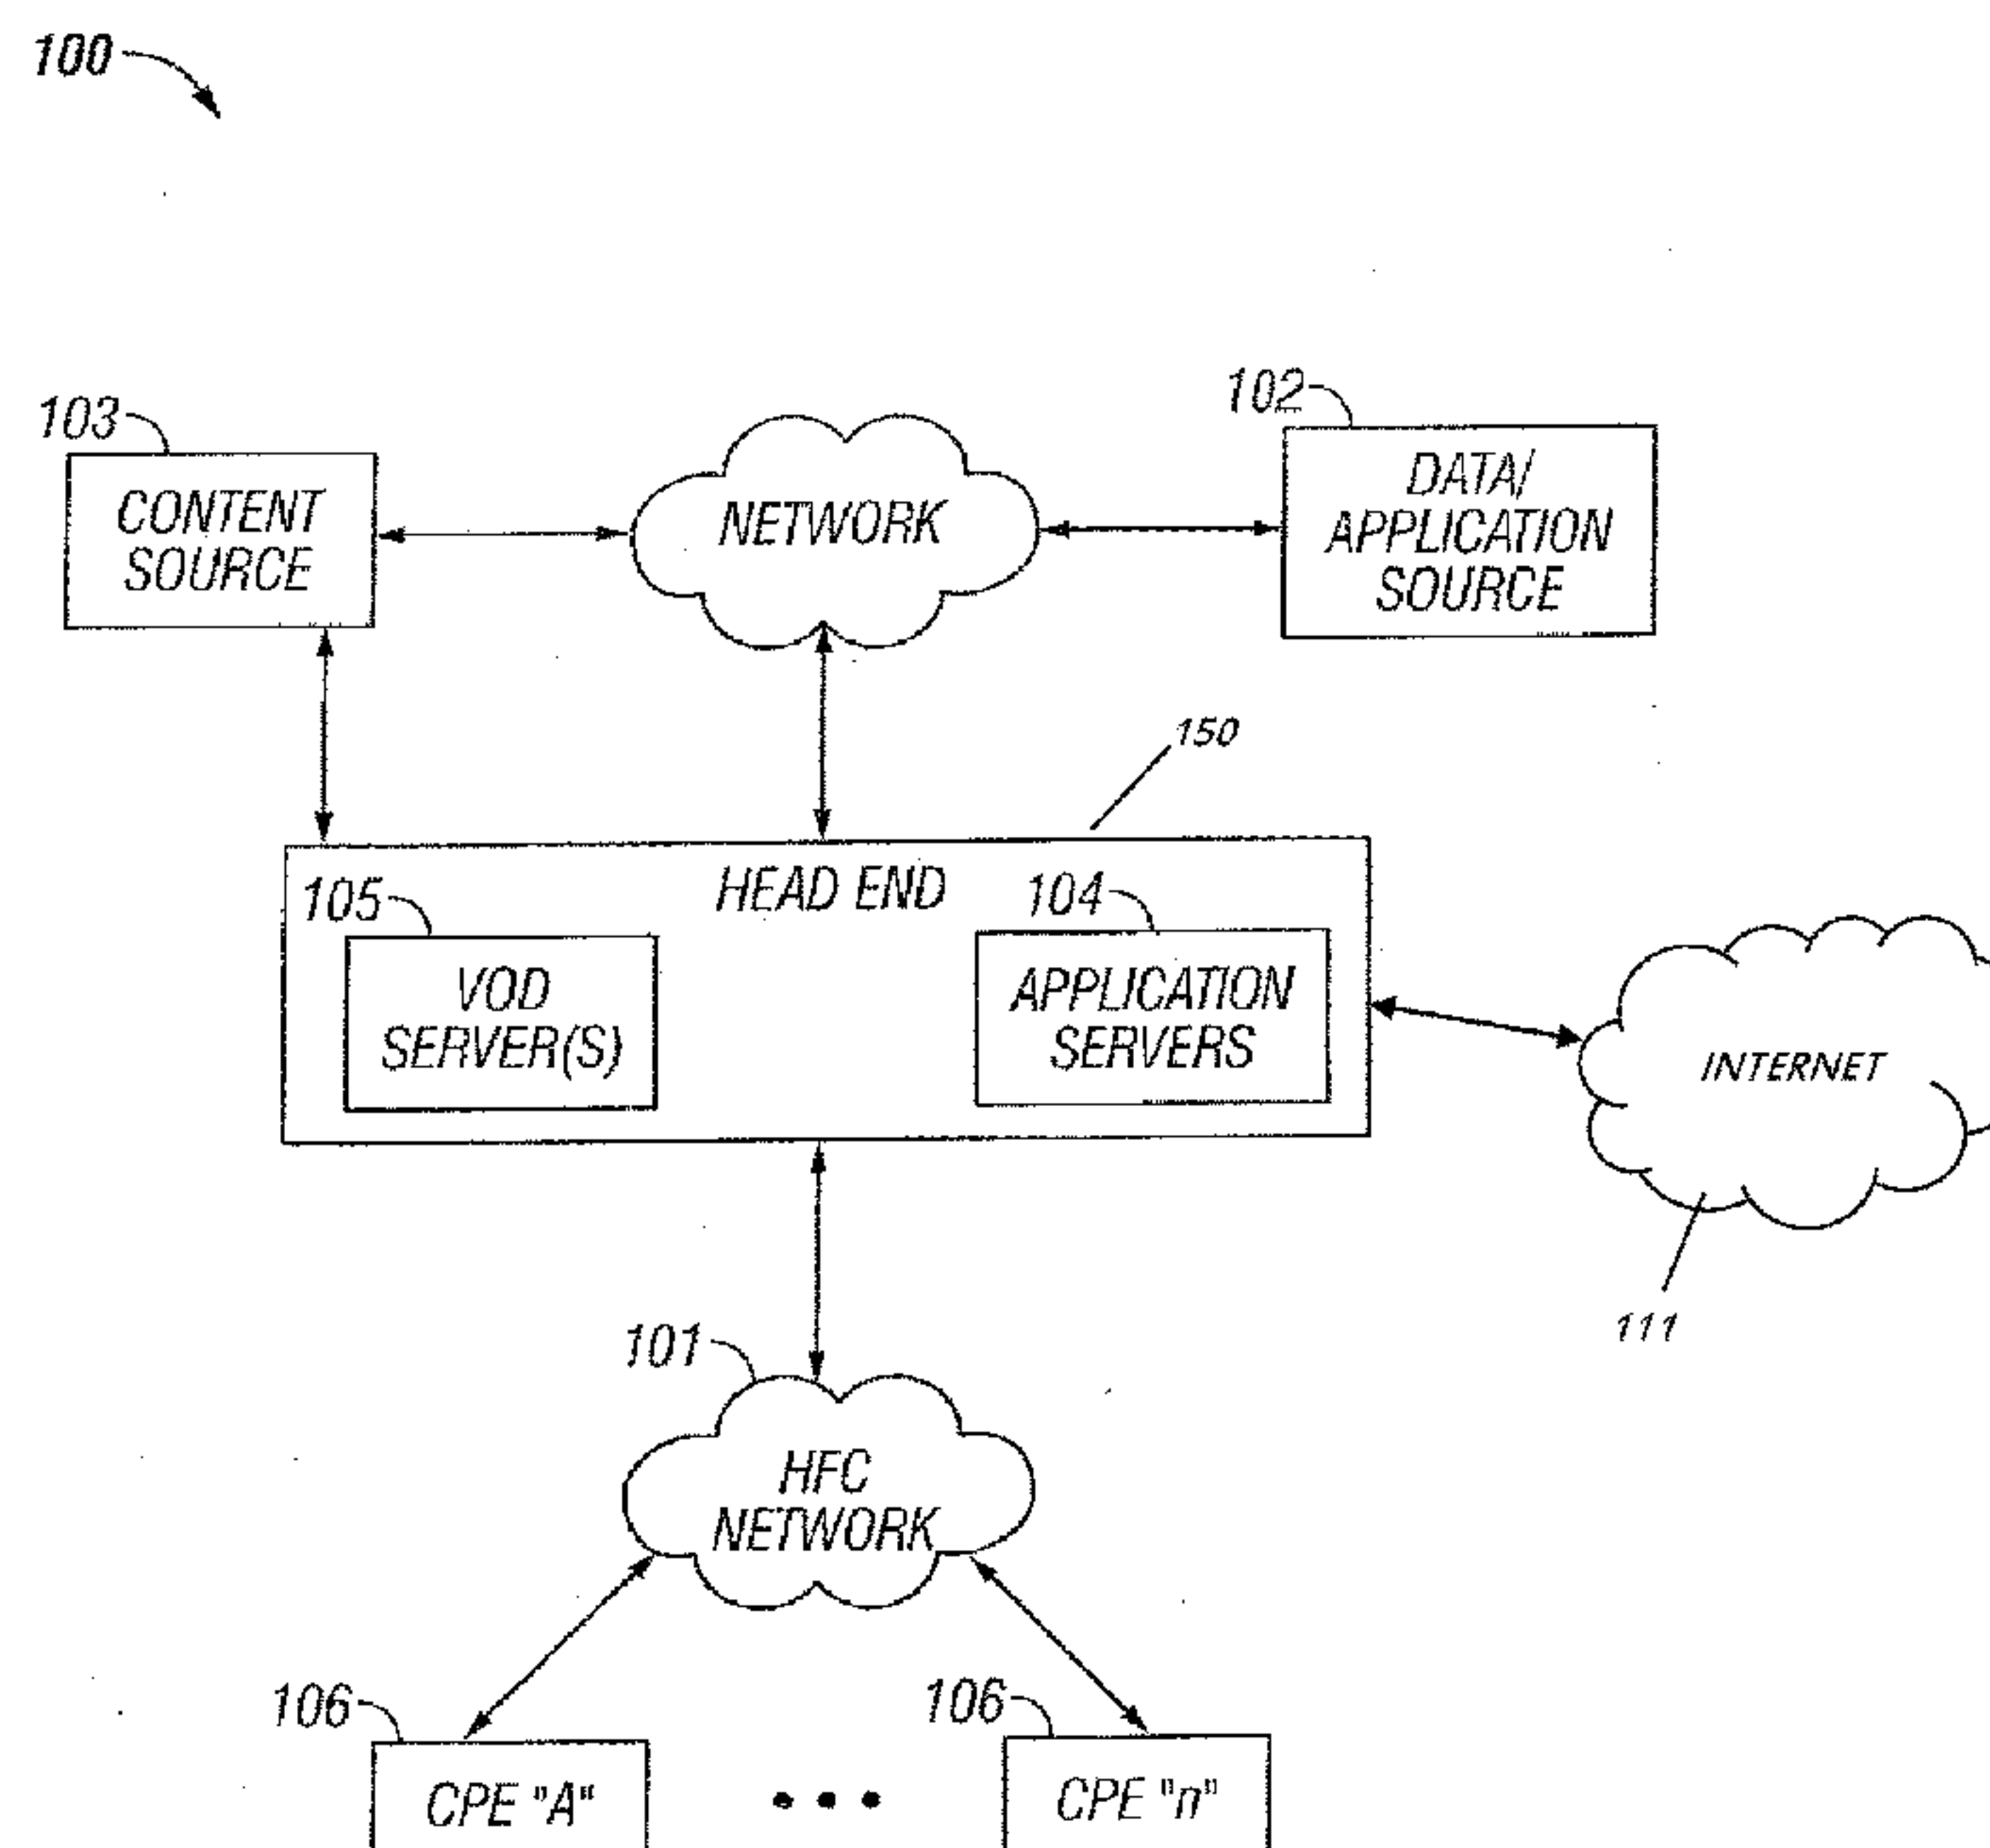 100
103
102
CONTENT
SOURCE
NETWORK
DATA/
APPLICATION
SOURCE
150
HEAD END
105
104
VOD
SERVER(S)
APPLICATION
SERVERS
INTERNET
111
101
HFC
NETWORK
106
106
CPE "A"
CPE "n"